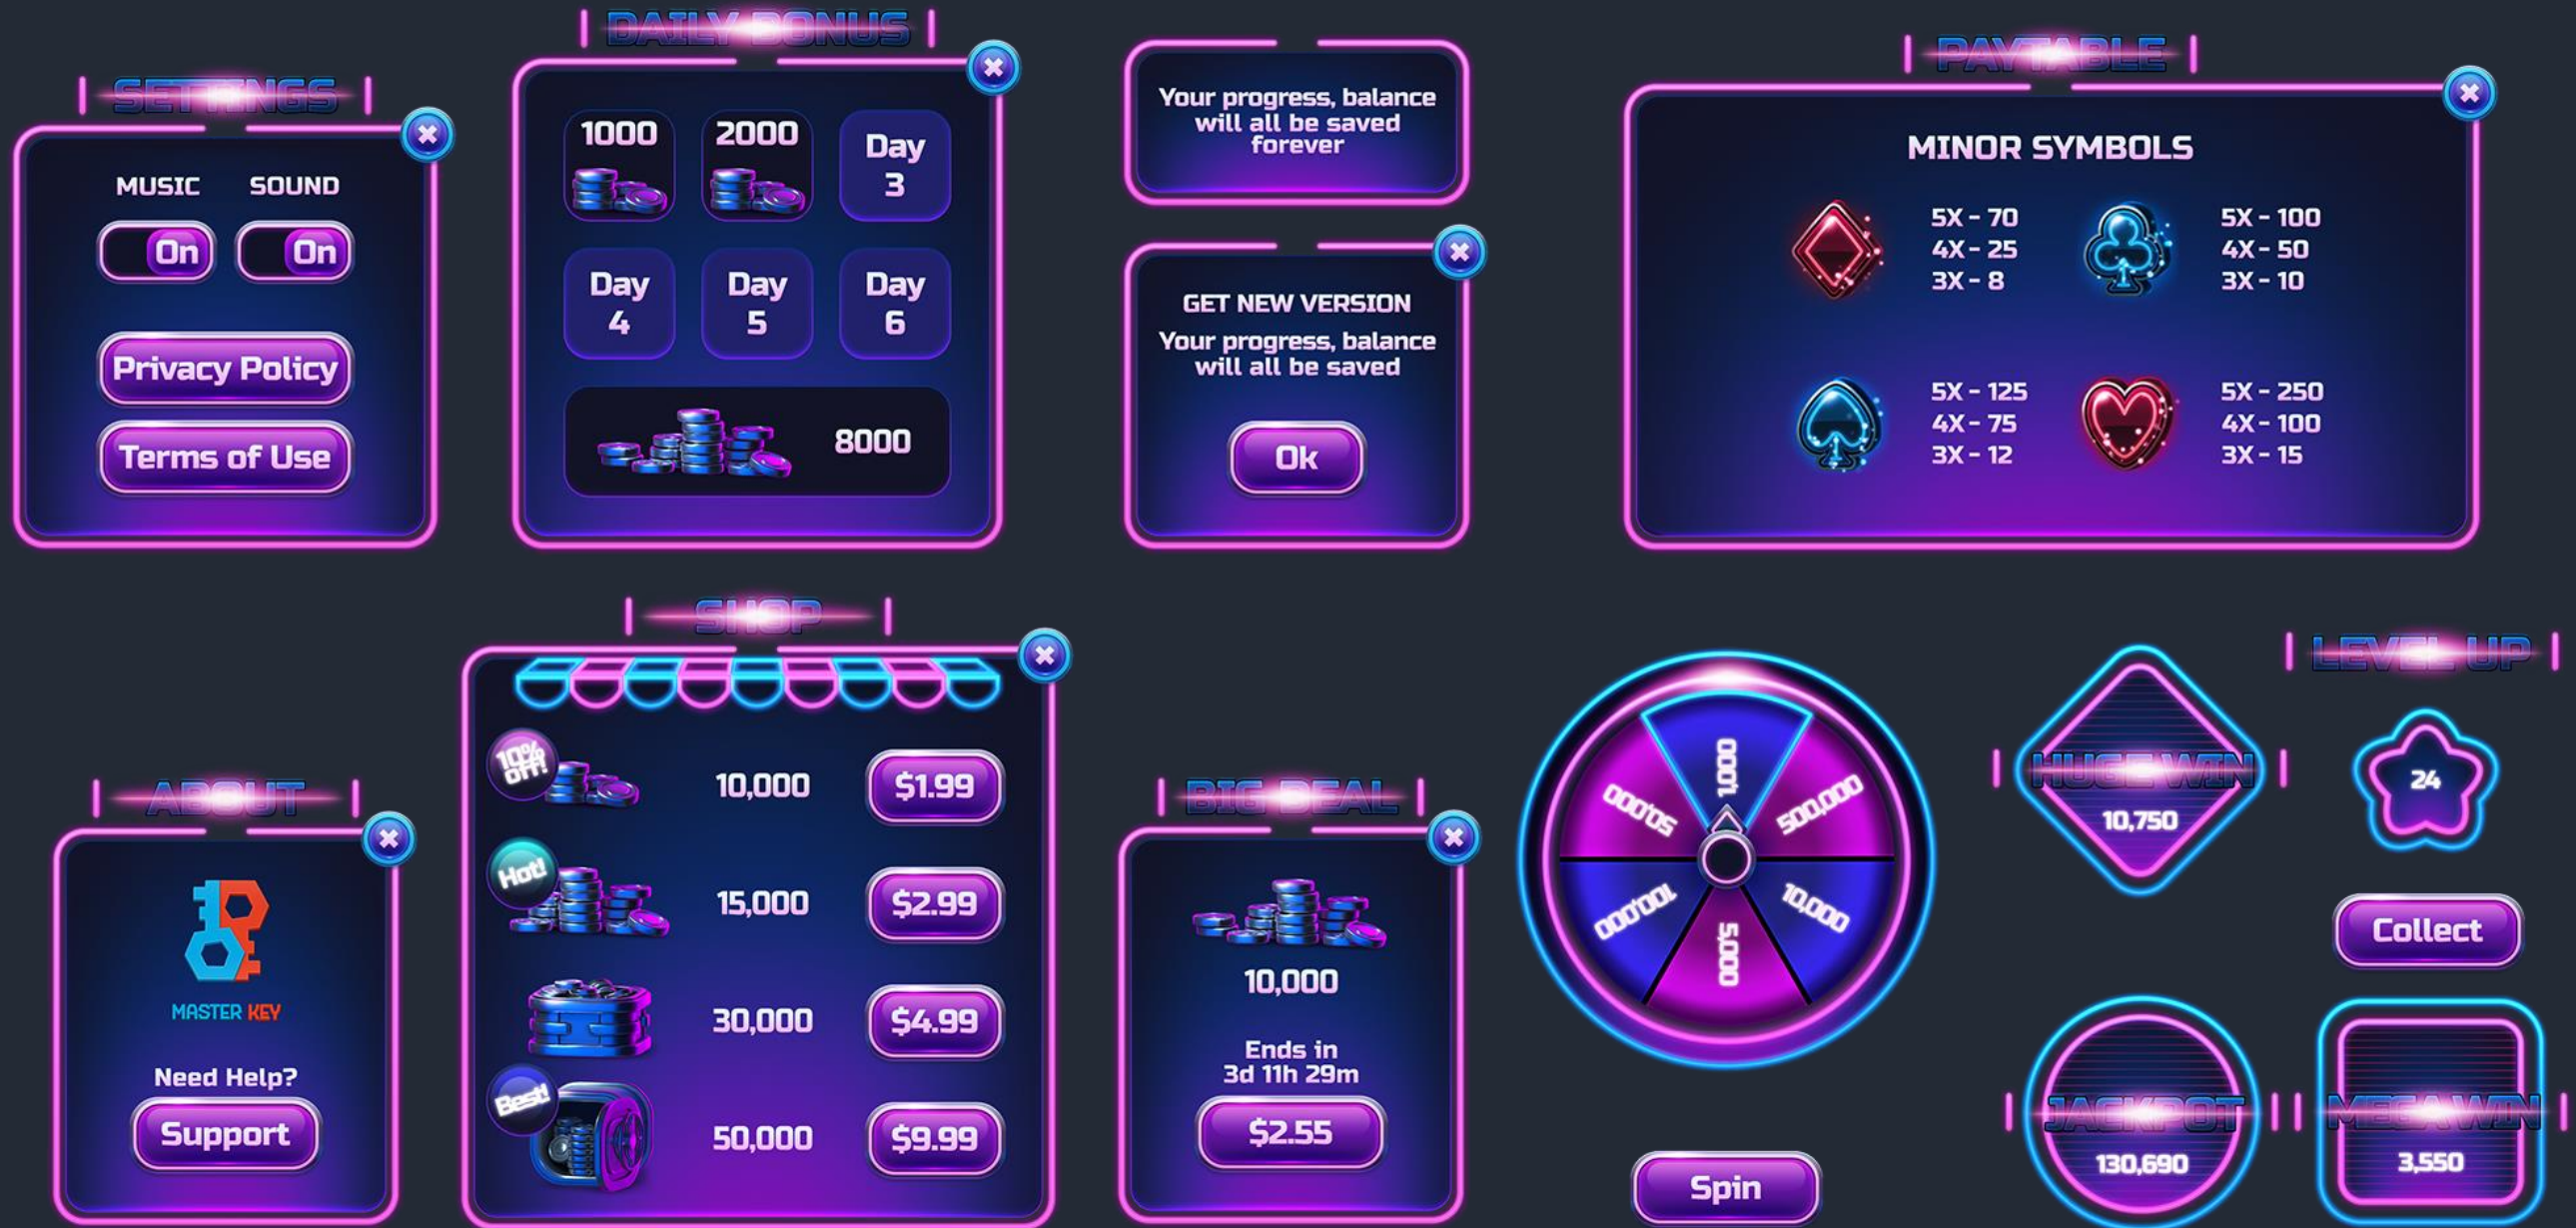 SETTINGS
MUSIC SOUND
On On
Privacy Policy
Terms of Use
DAILY BONUS
1000 2000 Day
3
Day Day Day
4 5 6
8000
Your progress, balance
will all be saved
forever
GET NEW VERSION
Your progress, balance
will all be saved
Ok
PAYTABLE
MINOR SYMBOLS
5X - 70
4X - 25
3X - 8
5X - 100
4X - 50
3X - 10
5X - 125
4X - 75
3X - 12
5X - 250
4X - 100
3X - 15
ABOUT
MASTER KEY
Need Help?
Support
SHOP
10%
Off!
10,000 $1.99
Hot!
15,000 $2.99
30,000 $4.99
Best!
50,000 $9.99
BIG DEAL
10,000
Ends in
3d 11h 29m
$2.55
1,000
500,000
10,000
5,000
100,000
50,000
Spin
HUGE WIN
10,750
LEVEL UP
24
Collect
JACKPOT
130,690
MEGA WIN
3,550